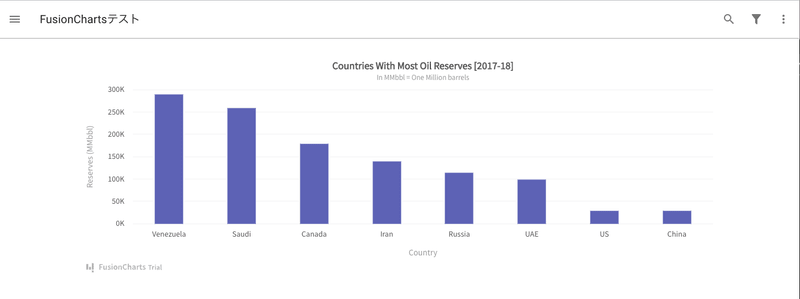 FusionChartsテスト
Countries With Most Oil Reserves [2017-18]
In MMbbl = One Million barrels
300K
250K
200K
150K
100K
50K
0K
Reserves (MMbbl)
Venezuela Saudi Canada Iran Russia UAE US China
Country
FusionCharts Trial